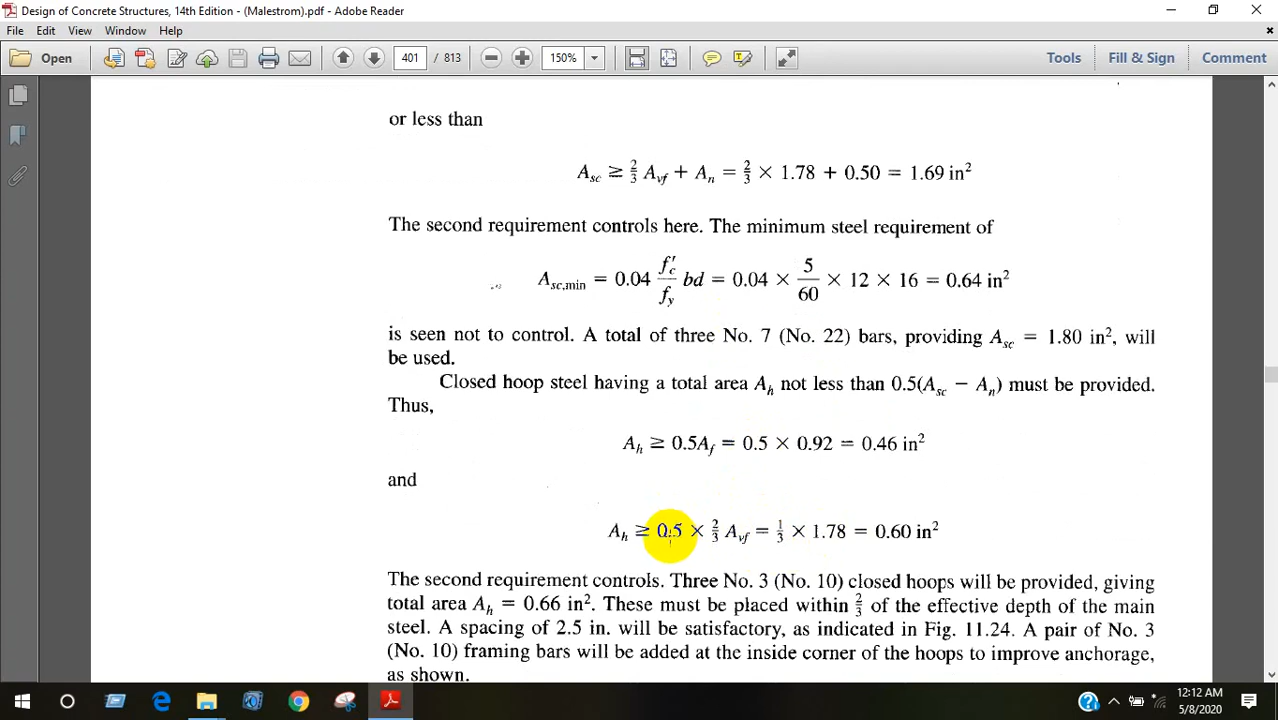 Design of Concrete Structures, 14th Edition - (Malestrom).pdf - Adobe Reader
File Edit View Window Help
Open 401 / 813 150% Tools Fill & Sign Comment
or less than
A_sc ≥ 2/3 A_vf + A_n = 2/3 × 1.78 + 0.50 = 1.69 in²
The second requirement controls here. The minimum steel requirement of
A_sc,min = 0.04 f′_c/f_y bd = 0.04 × 5/60 × 12 × 16 = 0.64 in²
is seen not to control. A total of three No. 7 (No. 22) bars, providing A_sc = 1.80 in², will
be used.
Closed hoop steel having a total area A_h not less than 0.5(A_sc − A_n) must be provided.
Thus,
A_h ≥ 0.5A_f = 0.5 × 0.92 = 0.46 in²
and
A_h ≥ 0.5 × 2/3 A_vf = 1/3 × 1.78 = 0.60 in²
The second requirement controls. Three No. 3 (No. 10) closed hoops will be provided, giving
total area A_h = 0.66 in². These must be placed within 2/3 of the effective depth of the main
steel. A spacing of 2.5 in. will be satisfactory, as indicated in Fig. 11.24. A pair of No. 3
(No. 10) framing bars will be added at the inside corner of the hoops to improve anchorage,
as shown.
12:12 AM
5/8/2020